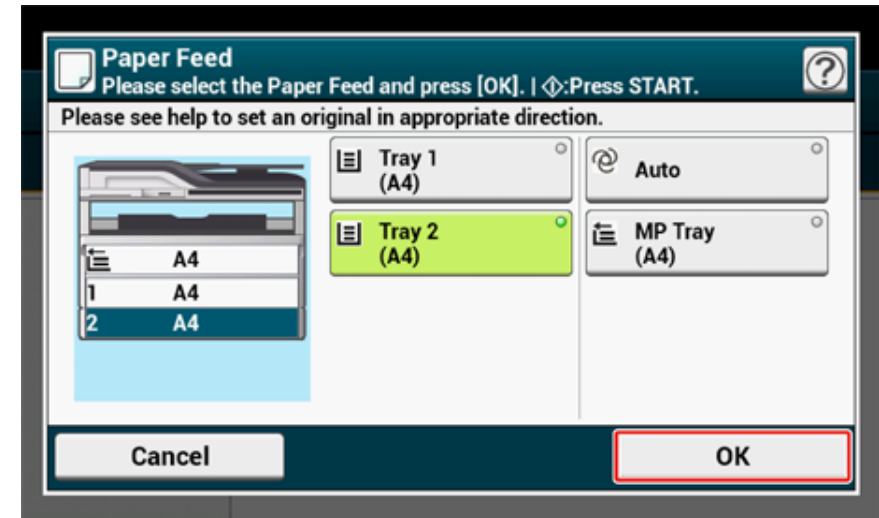 Paper Feed
Please select the Paper Feed and press [OK]. | :Press START.
Please see help to set an original in appropriate direction.
A4
1 A4
2 A4
Tray 1
(A4)
Tray 2
(A4)
Auto
MP Tray
(A4)
Cancel
OK